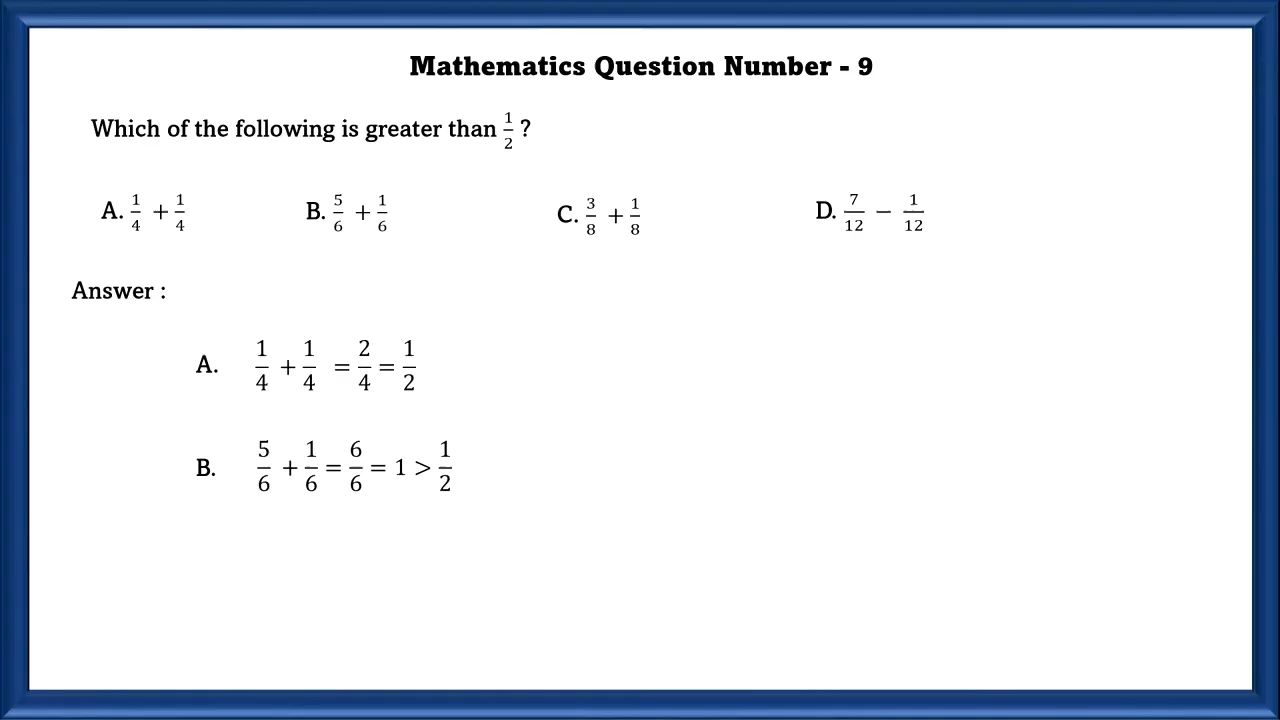 Mathematics Question Number - 9
Which of the following is greater than 1/2 ?
A. 1/4 + 1/4 B. 5/6 + 1/6 C. 3/8 + 1/8 D. 7/12 − 1/12
Answer :
A. 1/4 + 1/4 = 2/4 = 1/2
B. 5/6 + 1/6 = 6/6 = 1 > 1/2